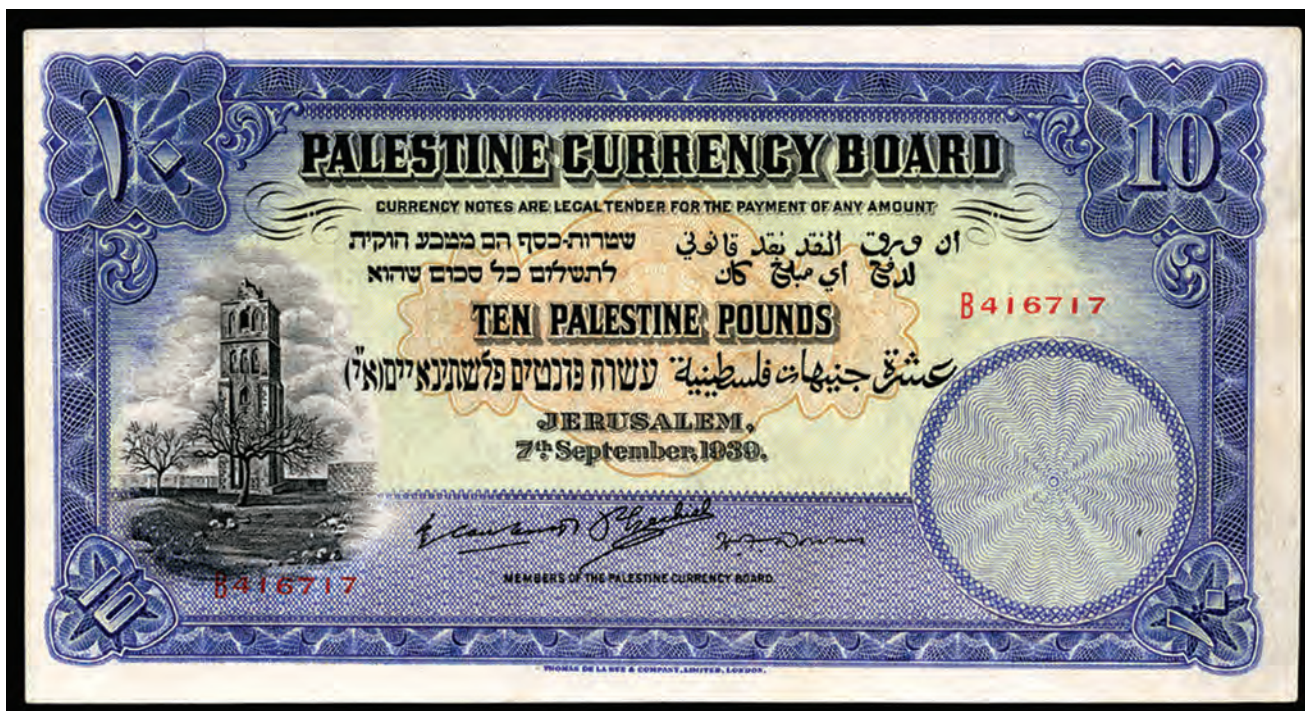 ١٠
10
PALESTINE CURRENCY BOARD
CURRENCY NOTES ARE LEGAL TENDER FOR THE PAYMENT OF ANY AMOUNT
ان ورق النقد نقد قانوني
שטרות-כסף הם מטבע חוקית
لدفع اي مبلغ كان
לתשלום כל סכום שהוא
B416717
TEN PALESTINE POUNDS
عشرة جنيهات فلسطينية
עשרה פונטים פלשתינאיים (א״י)
JERUSALEM,
7th September, 1939.
MEMBERS OF THE PALESTINE CURRENCY BOARD.
B416717
10
١٠
THOMAS DE LA RUE & COMPANY, LIMITED, LONDON.